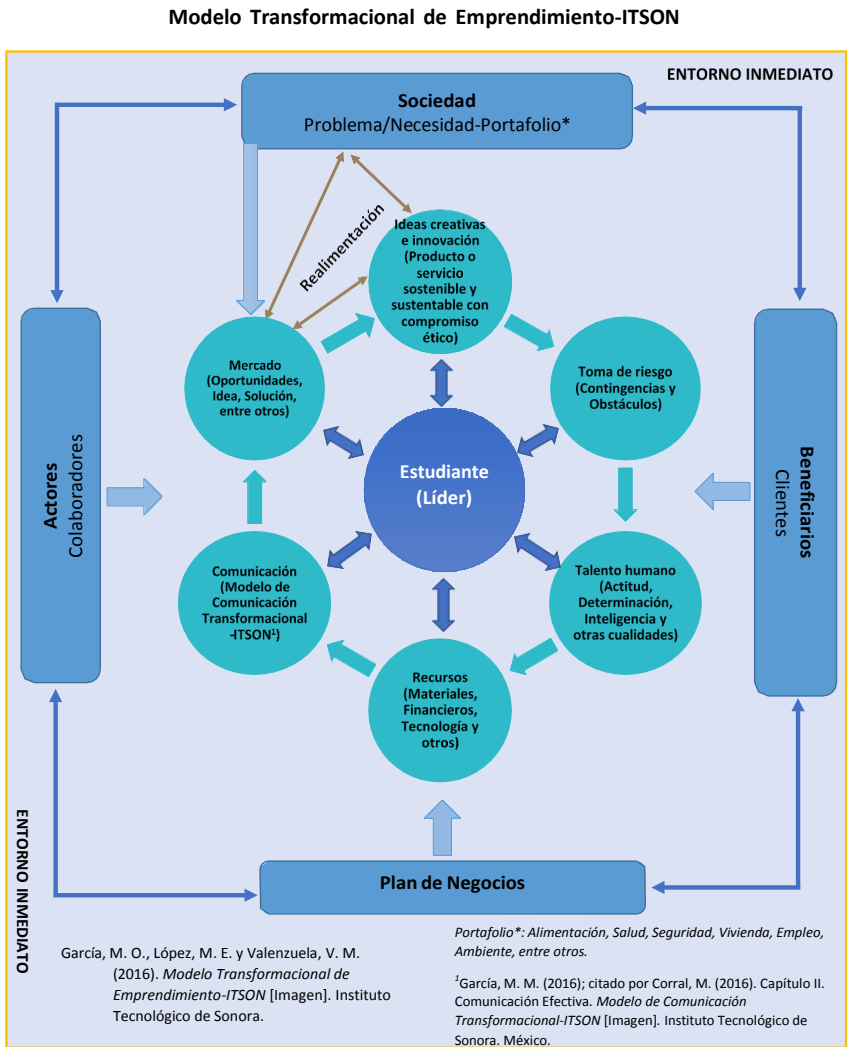 Modelo Transformacional de Emprendimiento-ITSON
ENTORNO INMEDIATO
Sociedad
Problema/Necesidad-Portafolio*
Realimentación
Ideas creativas
e innovación
(Producto o
servicio
sostenible y
sustentable con
compromiso
ético)
Mercado
(Oportunidades,
Idea, Solución,
entre otros)
Toma de riesgo
(Contingencias y
Obstáculos)
Actores
Colaboradores
Estudiante
(Líder)
Beneficiarios
Clientes
Comunicación
(Modelo de
Comunicación
Transformacional
-ITSON¹)
Talento humano
(Actitud,
Determinación,
Inteligencia y
otras cualidades)
Recursos
(Materiales,
Financieros,
Tecnología y
otros)
ENTORNO INMEDIATO
Plan de Negocios
García, M. O., López, M. E. y Valenzuela, V. M.
(2016). Modelo Transformacional de
Emprendimiento-ITSON [Imagen]. Instituto
Tecnológico de Sonora.
Portafolio*: Alimentación, Salud, Seguridad, Vivienda, Empleo,
Ambiente, entre otros.
¹García, M. M. (2016); citado por Corral, M. (2016). Capítulo II.
Comunicación Efectiva. Modelo de Comunicación
Transformacional-ITSON [Imagen]. Instituto Tecnológico de
Sonora. México.